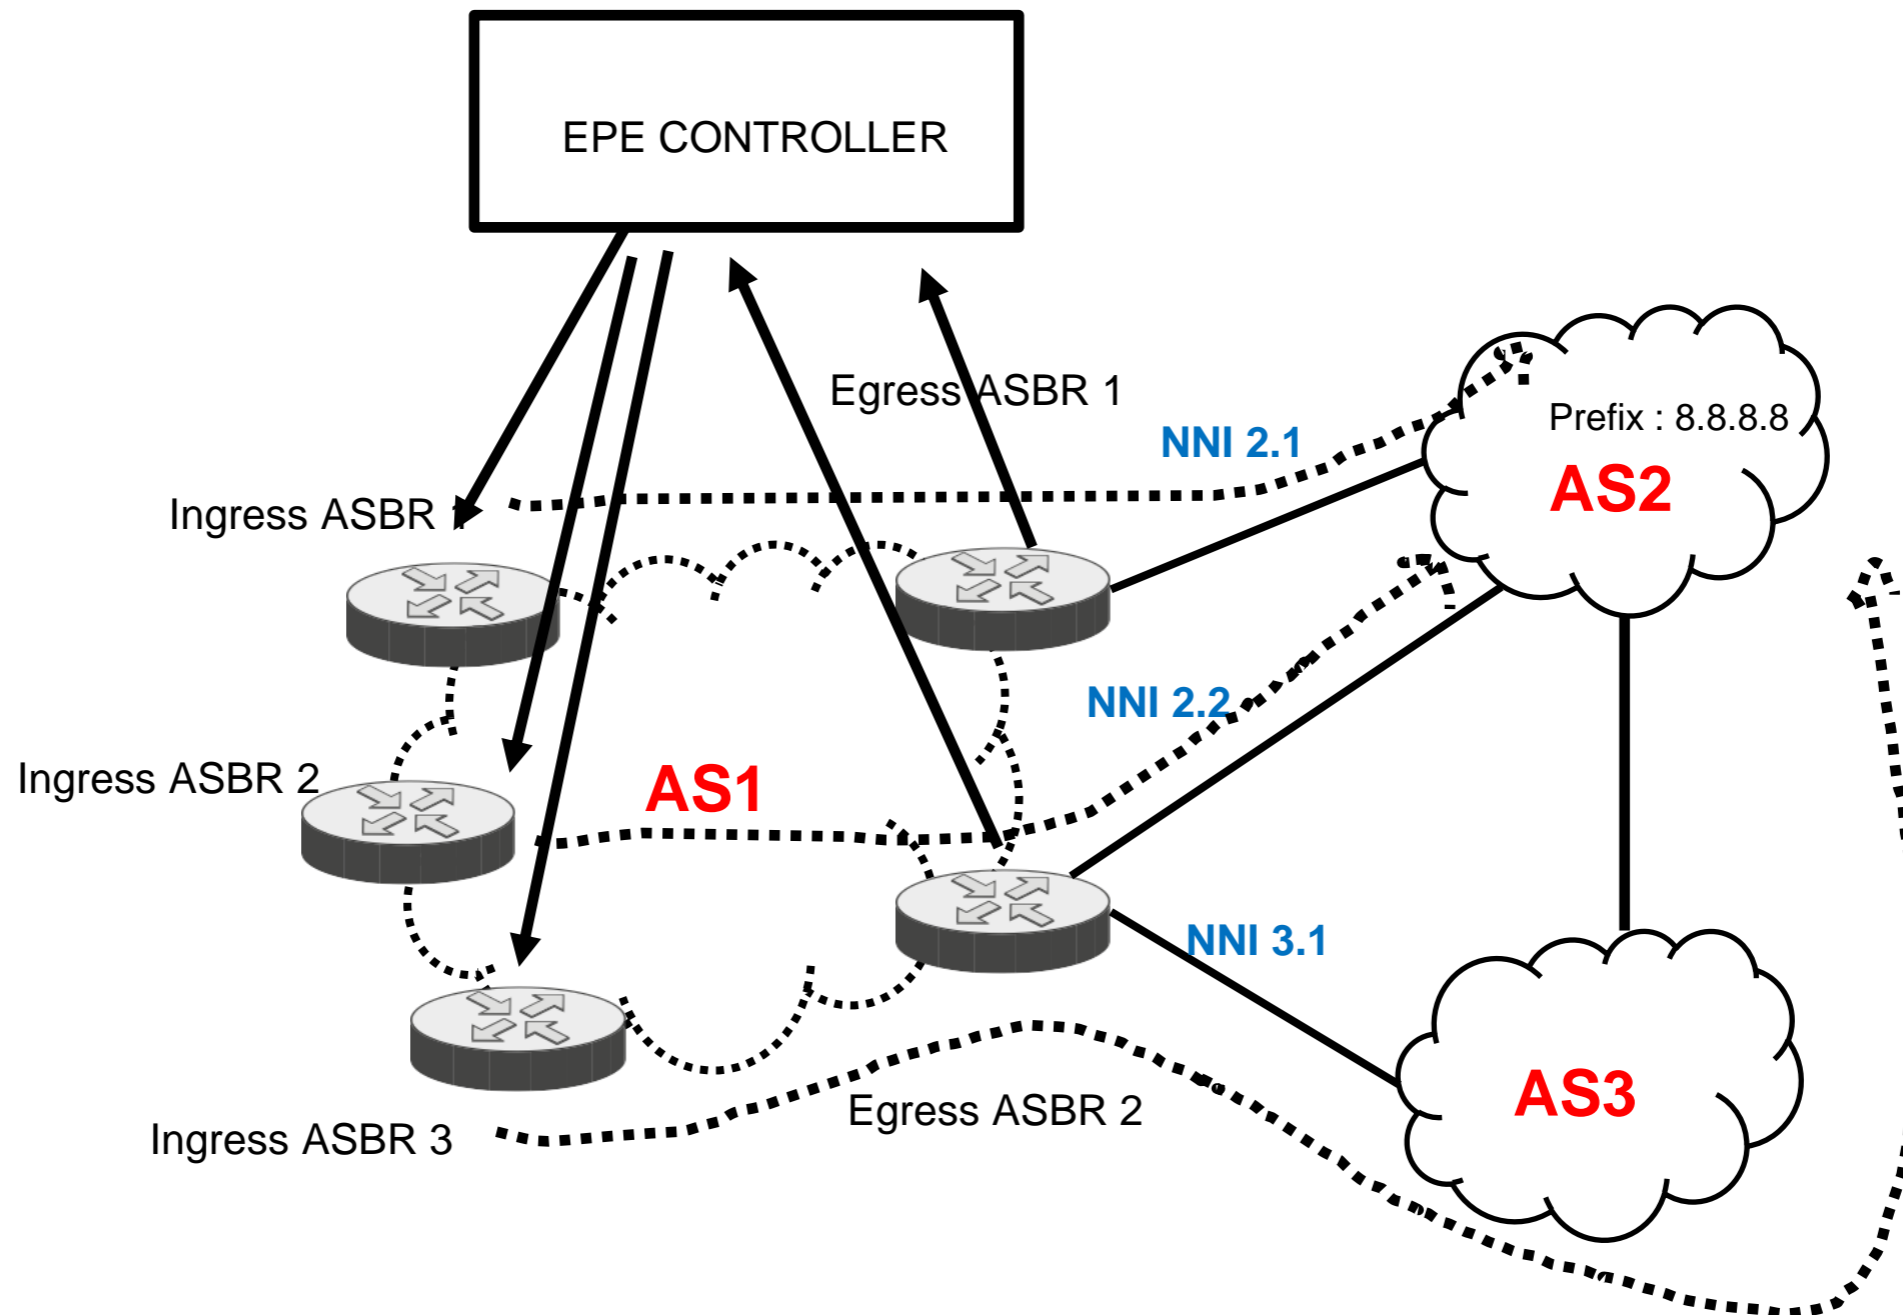 EPE CONTROLLER
Egress ASBR 1
NNI 2.1
Prefix : 8.8.8.8
AS2
Ingress ASBR 1
NNI 2.2
Ingress ASBR 2
AS1
NNI 3.1
AS3
Egress ASBR 2
Ingress ASBR 3